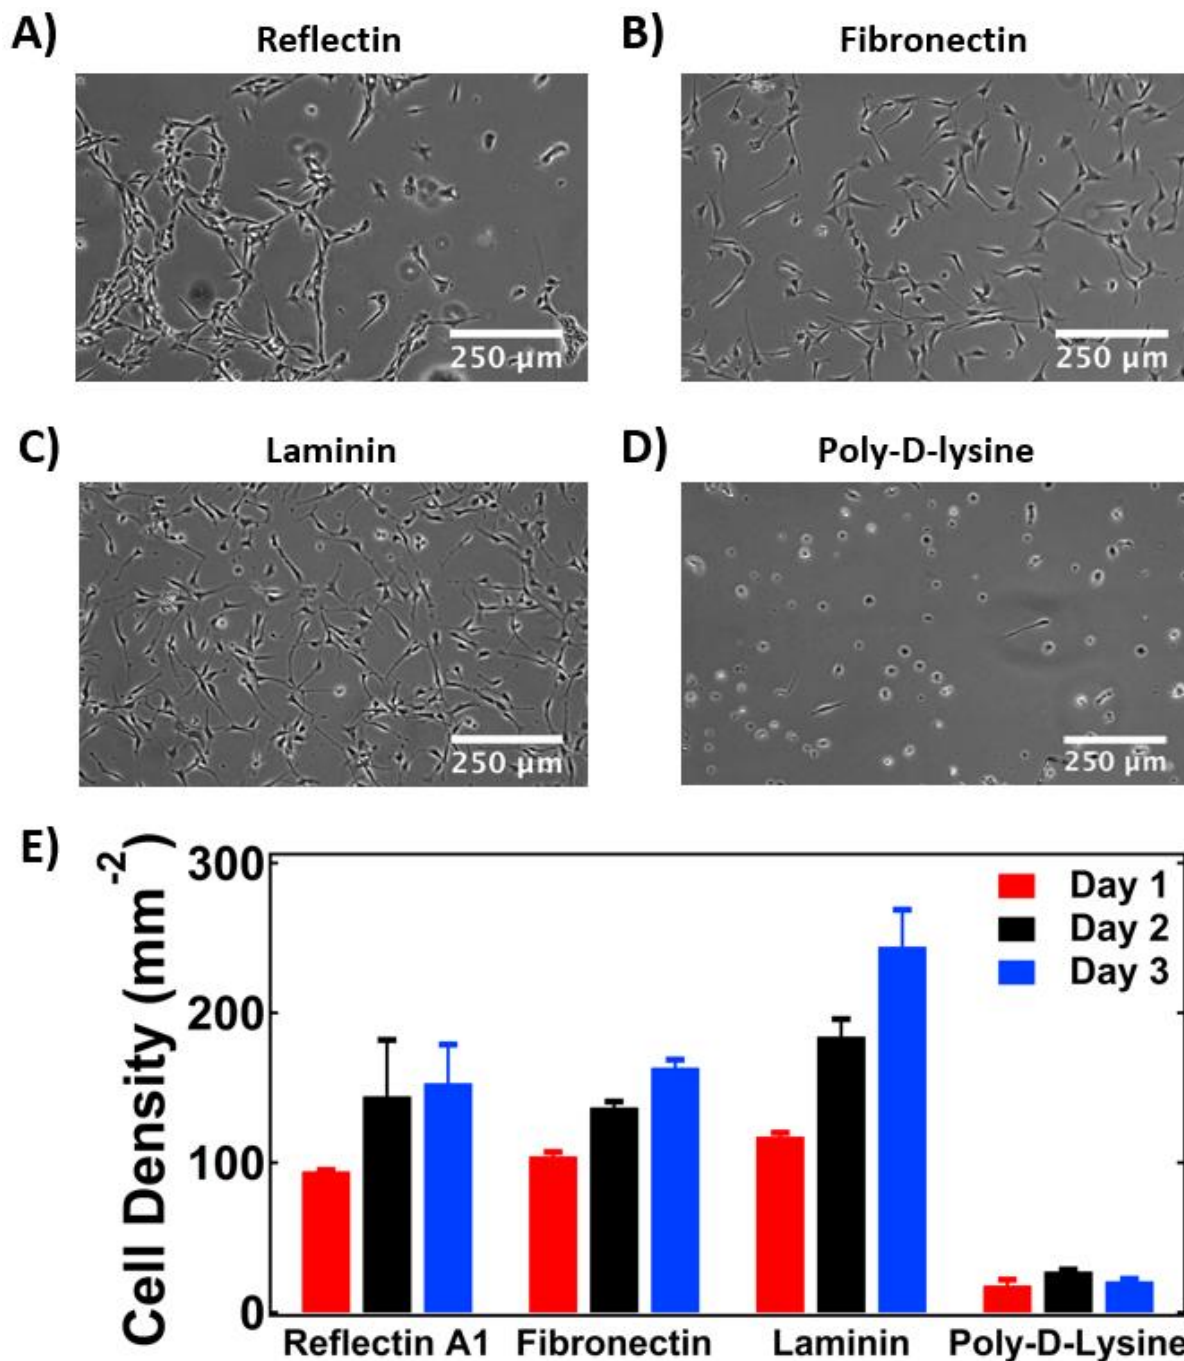 A)
Reflectin
B)
Fibronectin
250 µm
250 µm
C)
Laminin
D)
Poly-D-lysine
250 µm
250 µm
E)
Cell Density (mm⁻²)
300
200
100
0
Day 1
Day 2
Day 3
Reflectin A1
Fibronectin
Laminin
Poly-D-Lysine